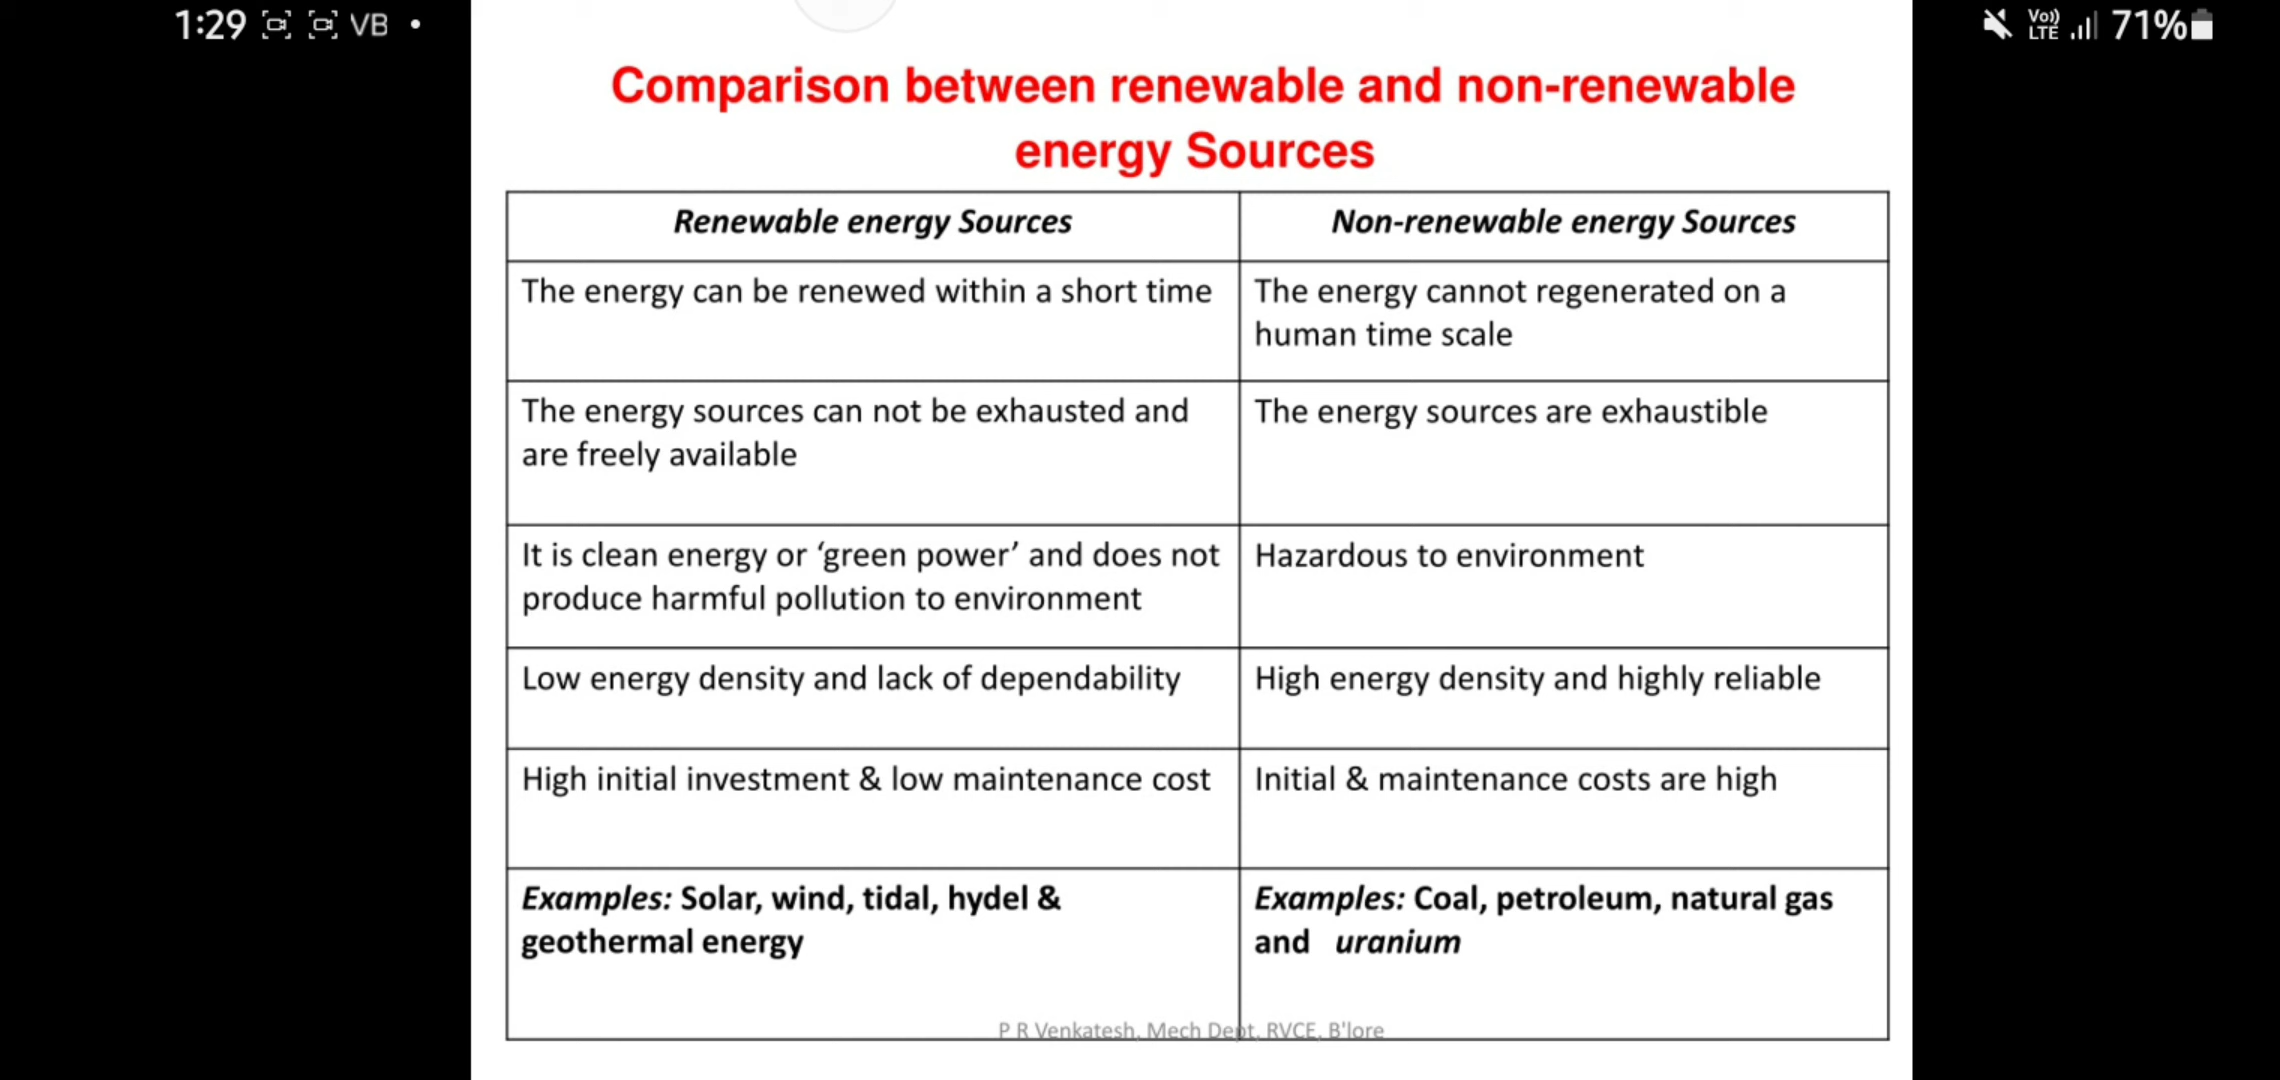 1:29 VB •
Vo)) LTE 71%
Comparison between renewable and non-renewable
energy Sources
Renewable energy Sources
Non-renewable energy Sources
The energy can be renewed within a short time
The energy cannot regenerated on a
human time scale
The energy sources can not be exhausted and
are freely available
The energy sources are exhaustible
It is clean energy or ‘green power’ and does not
produce harmful pollution to environment
Hazardous to environment
Low energy density and lack of dependability
High energy density and highly reliable
High initial investment & low maintenance cost
Initial & maintenance costs are high
Examples: Solar, wind, tidal, hydel &
geothermal energy
Examples: Coal, petroleum, natural gas
and uranium
P R Venkatesh, Mech Dept, RVCE, B'lore